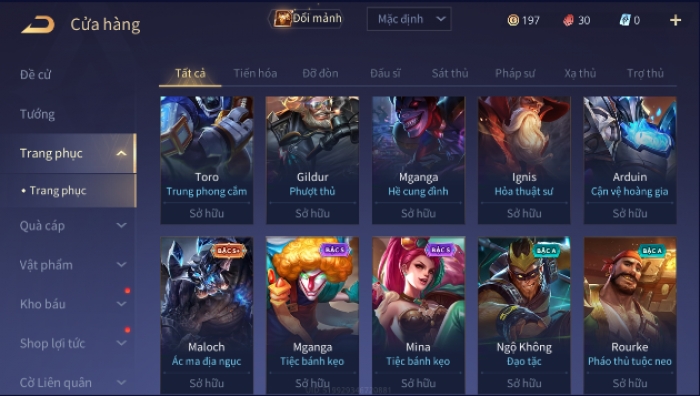 Cửa hàng
Đổi mảnh
Mặc định
197
30
0
Đề cử
Tướng
Trang phục
• Trang phục
Quà cáp
Vật phẩm
Kho báu
Shop lợi tức
Cờ Liên quân
Tất cả
Tiến hóa
Đỡ đòn
Đấu sĩ
Sát thủ
Pháp sư
Xạ thủ
Trợ thủ
Toro
Trung phong cắm
Sở hữu
Gildur
Phượt thủ
Sở hữu
Mganga
Hề cung đình
Sở hữu
Ignis
Hỏa thuật sư
Sở hữu
Arduin
Cận vệ hoàng gia
Sở hữu
BẬC S+
Maloch
Ác ma địa ngục
Sở hữu
BẬC S
Mganga
Tiệc bánh kẹo
Sở hữu
BẬC S
Mina
Tiệc bánh kẹo
Sở hữu
BẬC A
Ngộ Không
Đạo tặc
Sở hữu
BẬC A
Rourke
Pháo thủ tuộc neo
Sở hữu